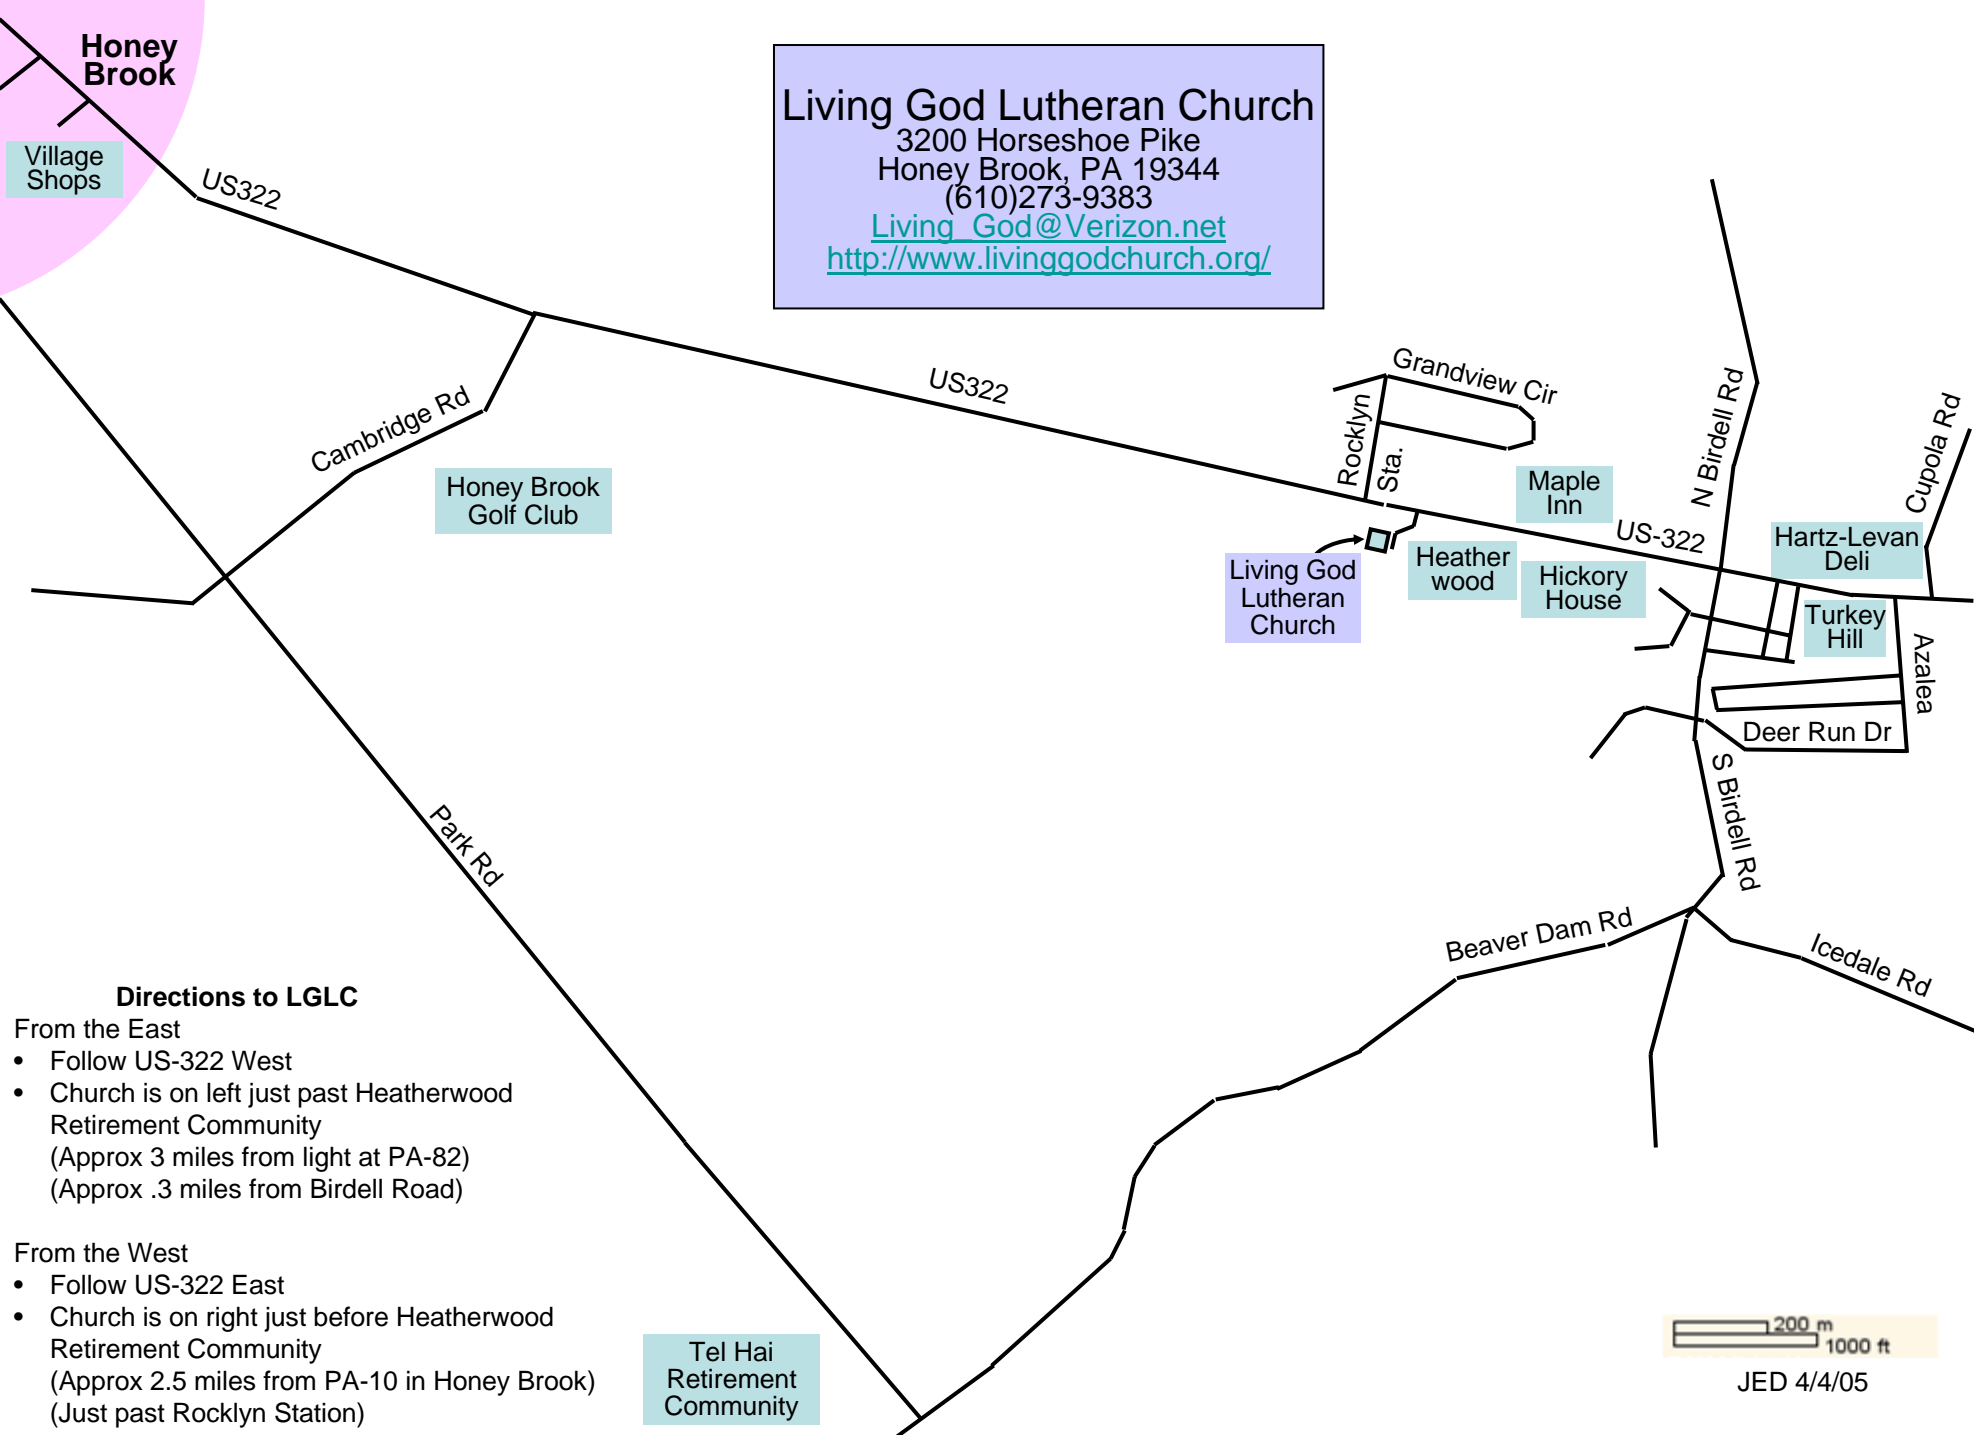 Honey
Brook
Village
Shops
US322
Living God Lutheran Church
3200 Horseshoe Pike
Honey Brook, PA 19344
(610)273-9383
Living_God@Verizon.net
http://www.livinggodchurch.org/
US322
Cambridge Rd
Honey Brook
Golf Club
Grandview Cir
Rocklyn
Sta.
Maple
Inn
N Birdell Rd
Cupola Rd
US-322
Hartz-Levan
Deli
Living God
Lutheran
Church
Heather
wood
Hickory
House
Turkey
Hill
Azalea
Deer Run Dr
S Birdell Rd
Park Rd
Beaver Dam Rd
Icedale Rd
Directions to LGLC
From the East
• Follow US-322 West
• Church is on left just past Heatherwood
Retirement Community
(Approx 3 miles from light at PA-82)
(Approx .3 miles from Birdell Road)
From the West
• Follow US-322 East
• Church is on right just before Heatherwood
Retirement Community
(Approx 2.5 miles from PA-10 in Honey Brook)
(Just past Rocklyn Station)
Tel Hai
Retirement
Community
200 m
1000 ft
JED 4/4/05